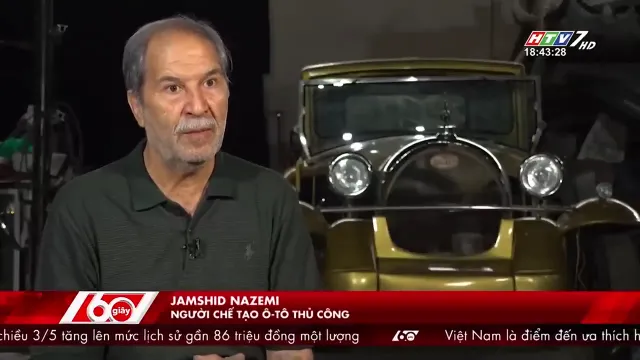 HTV7 HD
18:43:28
60 giây
JAMSHID NAZEMI
NGƯỜI CHẾ TẠO Ô-TÔ THỦ CÔNG
chiều 3/5 tăng lên mức lịch sử gần 86 triệu đồng một lượng 60 giây Việt Nam là điểm đến ưa thích h